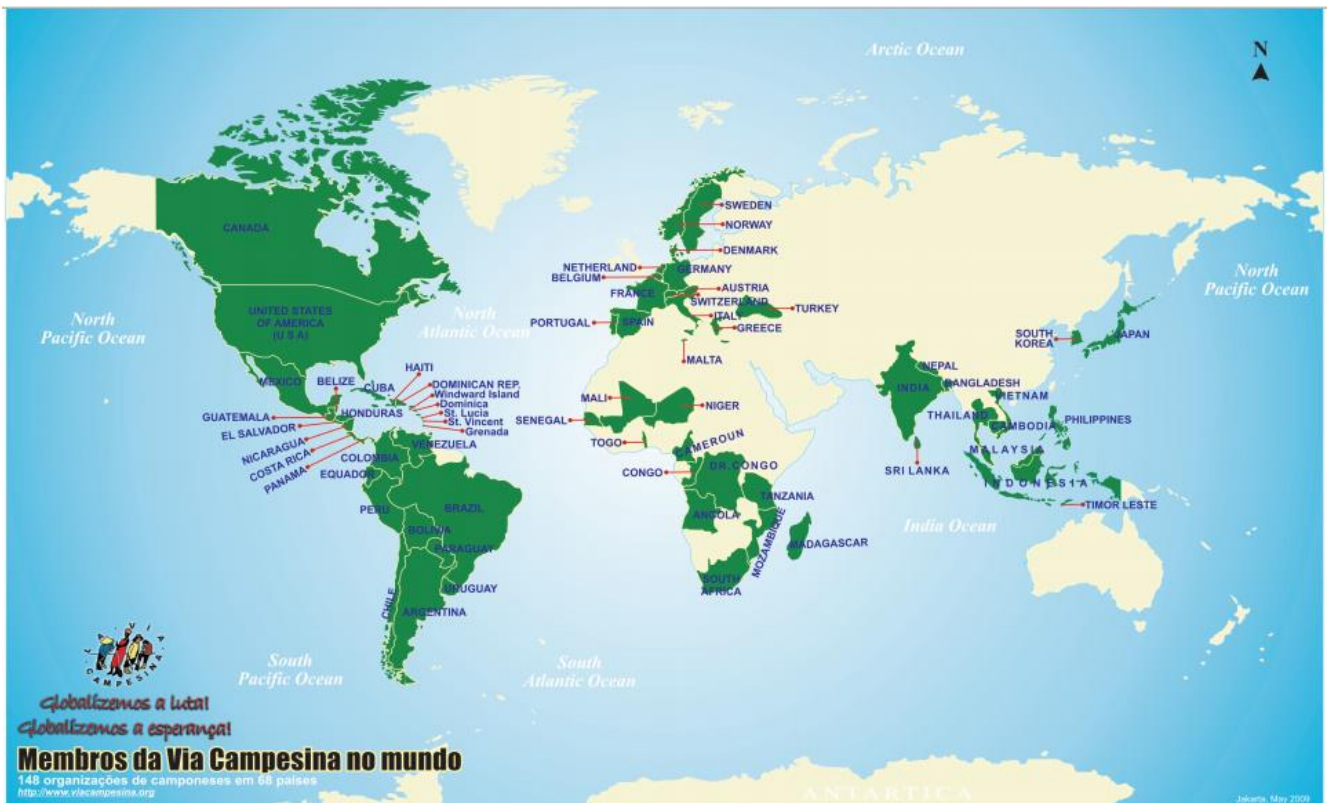 Arctic Ocean
N
CANADA
UNITED STATES
OF AMERICA
(U S A)
North
Pacific Ocean
North
Atlantic Ocean
MEXICO
BELIZE
CUBA
HAITI
DOMINICAN REP.
Windward Island
Dominica
St. Lucia
St. Vincent
Grenada
GUATEMALA
HONDURAS
EL SALVADOR
NICARAGUA
COSTA RICA
PANAMA
VENEZUELA
COLOMBIA
EQUADOR
PERU
BRAZIL
BOLIVIA
PARAGUAY
URUGUAY
CHILE
ARGENTINA
SWEDEN
NORWAY
DENMARK
NETHERLAND
GERMANY
BELGIUM
AUSTRIA
FRANCE
SWITZERLAND
TURKEY
ITALY
PORTUGAL
SPAIN
GREECE
MALTA
MALI
NIGER
SENEGAL
TOGO
CAMEROUN
CONGO
DR.CONGO
TANZANIA
ANGOLA
MOZAMBIQUE
MADAGASCAR
SOUTH
AFRICA
North
Pacific Ocean
SOUTH
KOREA
JAPAN
NEPAL
INDIA
BANGLADESH
VIETNAM
THAILAND
CAMBODIA
PHILIPPINES
MALAYSIA
SRI LANKA
INDONESIA
TIMOR LESTE
India Ocean
South
Pacific Ocean
South
Atlantic Ocean
LA VIA
CAMPESINA
Globalizemos a luta!
Globalizemos a esperança!
Membros da Via Campesina no mundo
148 organizações de camponeses em 68 países
http://www.viacampesina.org
ANTARTICA
Jakarta, May 2009